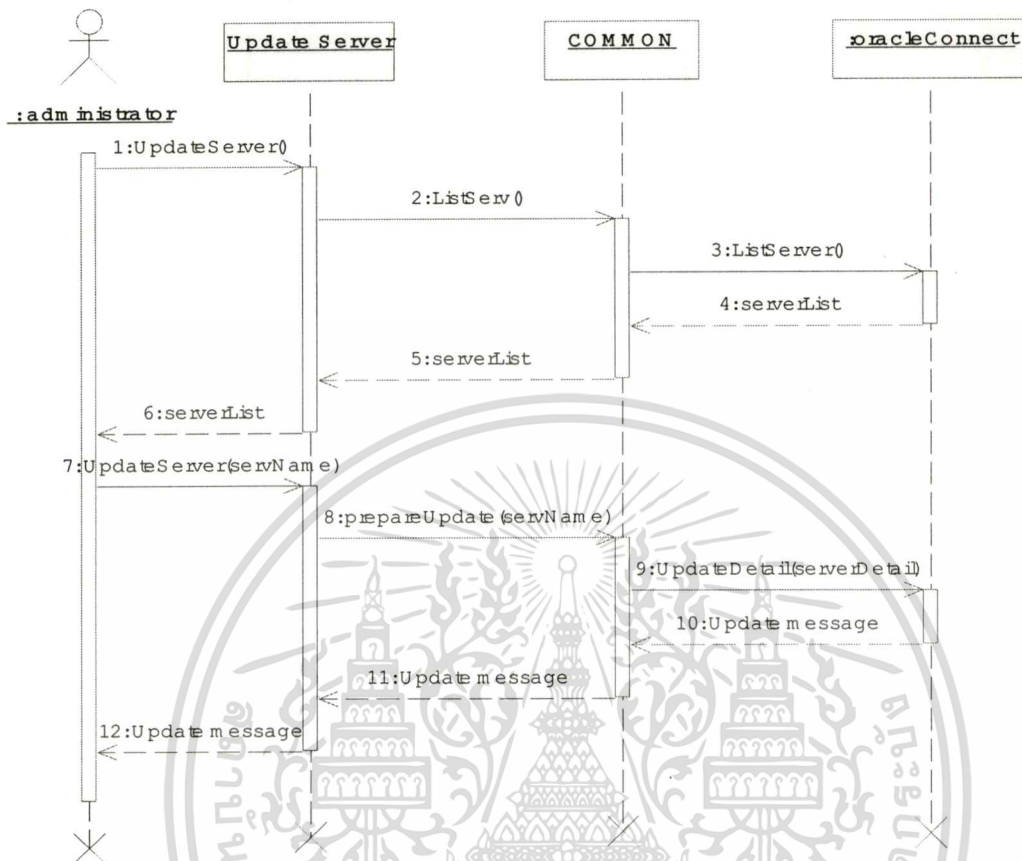 Update Server
COMMON
:oracleConnect
:administrator
1:UpdateServer()
2:ListServ()
3:ListServer()
4:serverList
5:serverList
6:serverList
7:UpdateServer(servName)
8:prepareUpdate(servName)
9:UpdateDetail(serverDetail)
10:Update message
11:Update message
12:Update message